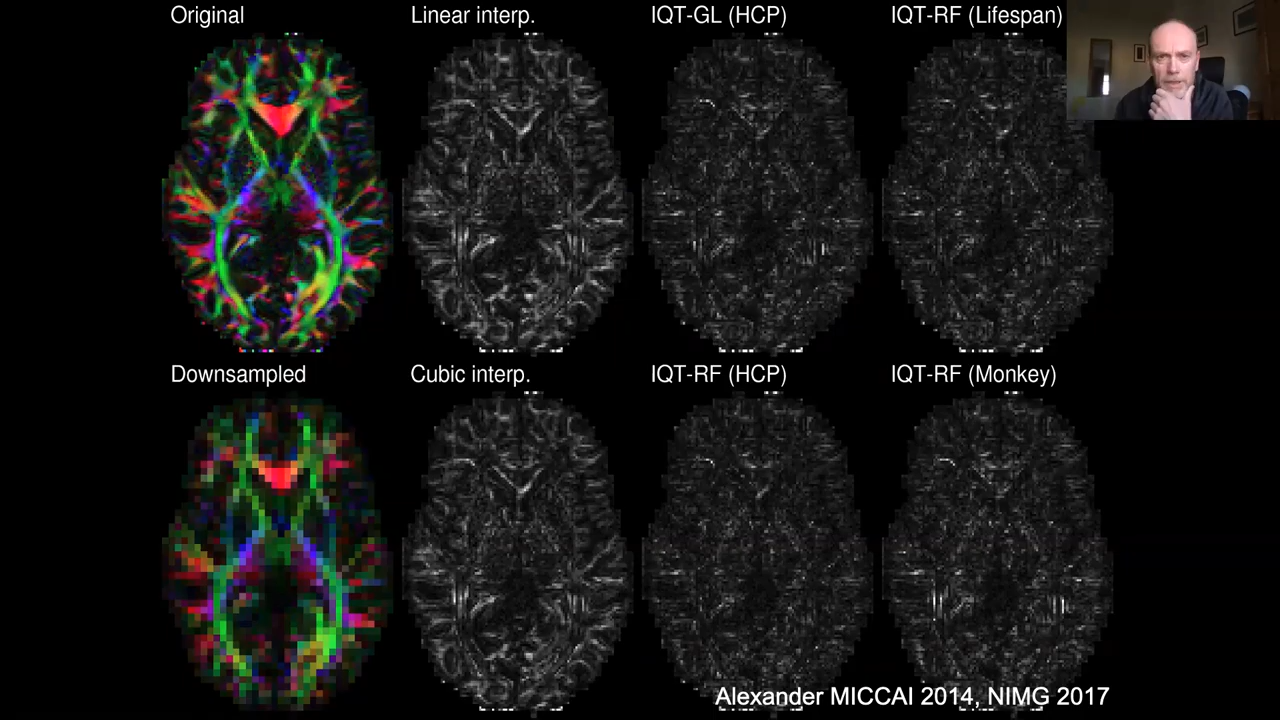 Original
Linear interp.
IQT-GL (HCP)
IQT-RF (Lifespan)
Downsampled
Cubic interp.
IQT-RF (HCP)
IQT-RF (Monkey)
Alexander MICCAI 2014, NIMG 2017